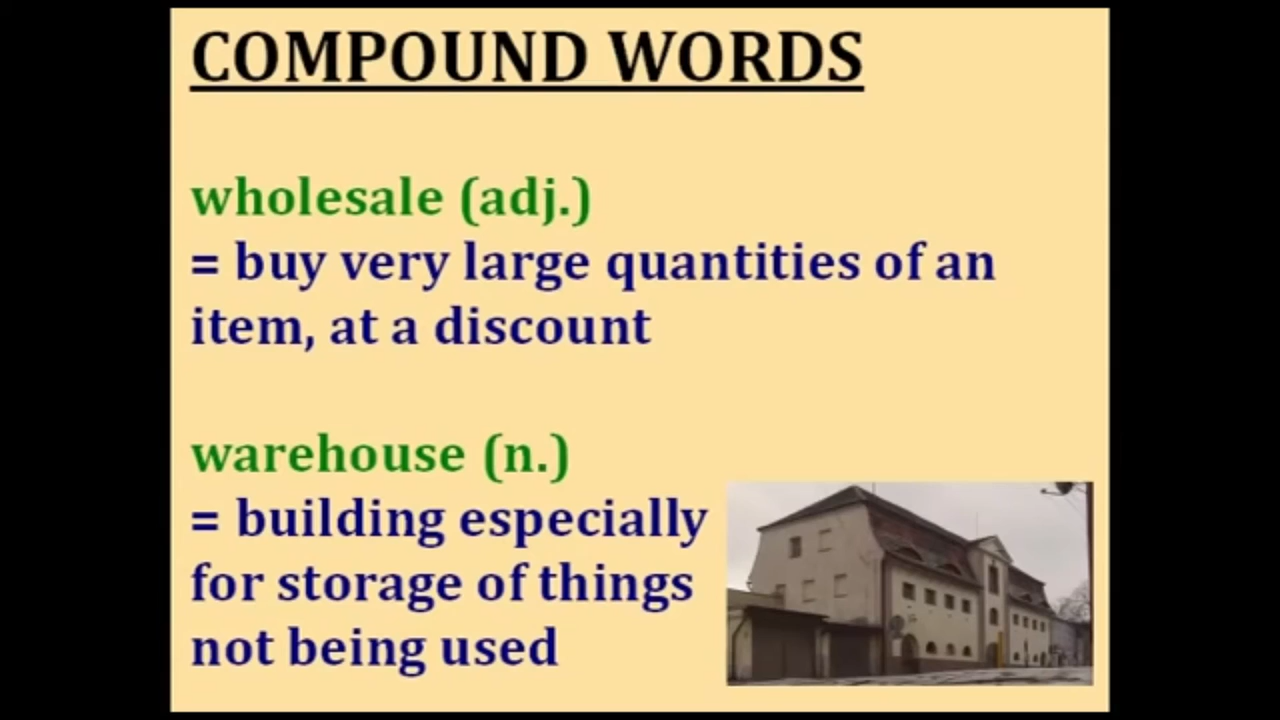 COMPOUND WORDS
wholesale (adj.)
= buy very large quantities of an
item, at a discount
warehouse (n.)
= building especially
for storage of things
not being used